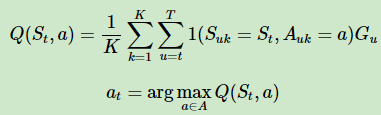 Q(S_t, a) = \frac{1}{K} \sum_{k=1}^{K} \sum_{u=t}^{T} 1(S_{uk} = S_t, A_{uk} = a)G_u
a_t = \arg\max_{a \in A} Q(S_t, a)